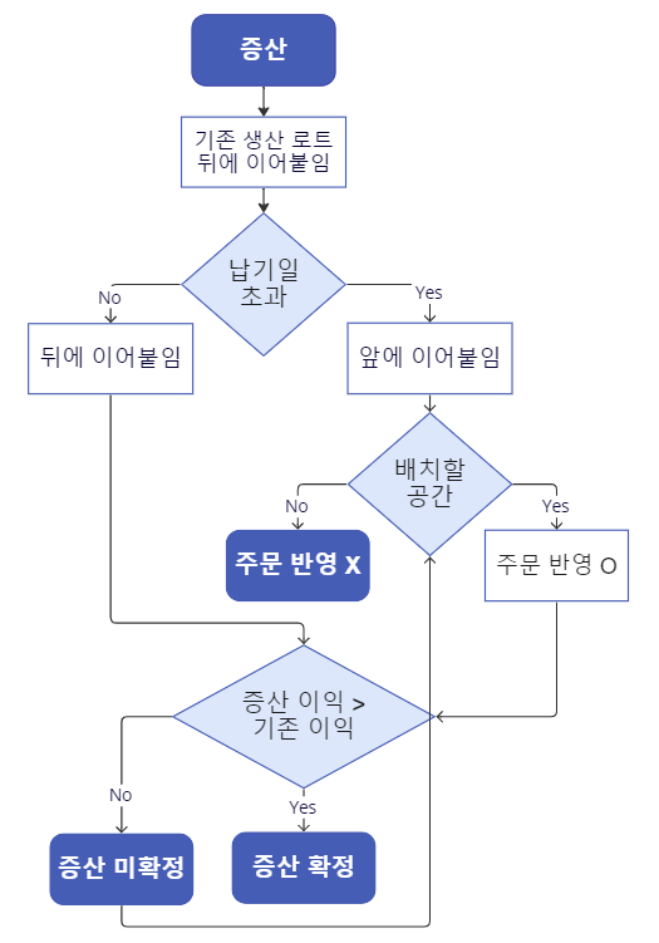 증산
기존 생산 로트
뒤에 이어붙임
납기일
초과
No
Yes
뒤에 이어붙임
앞에 이어붙임
배치할
공간
No
Yes
주문 반영 X
주문 반영 O
증산 이익 >
기존 이익
No
Yes
증산 미확정
증산 확정